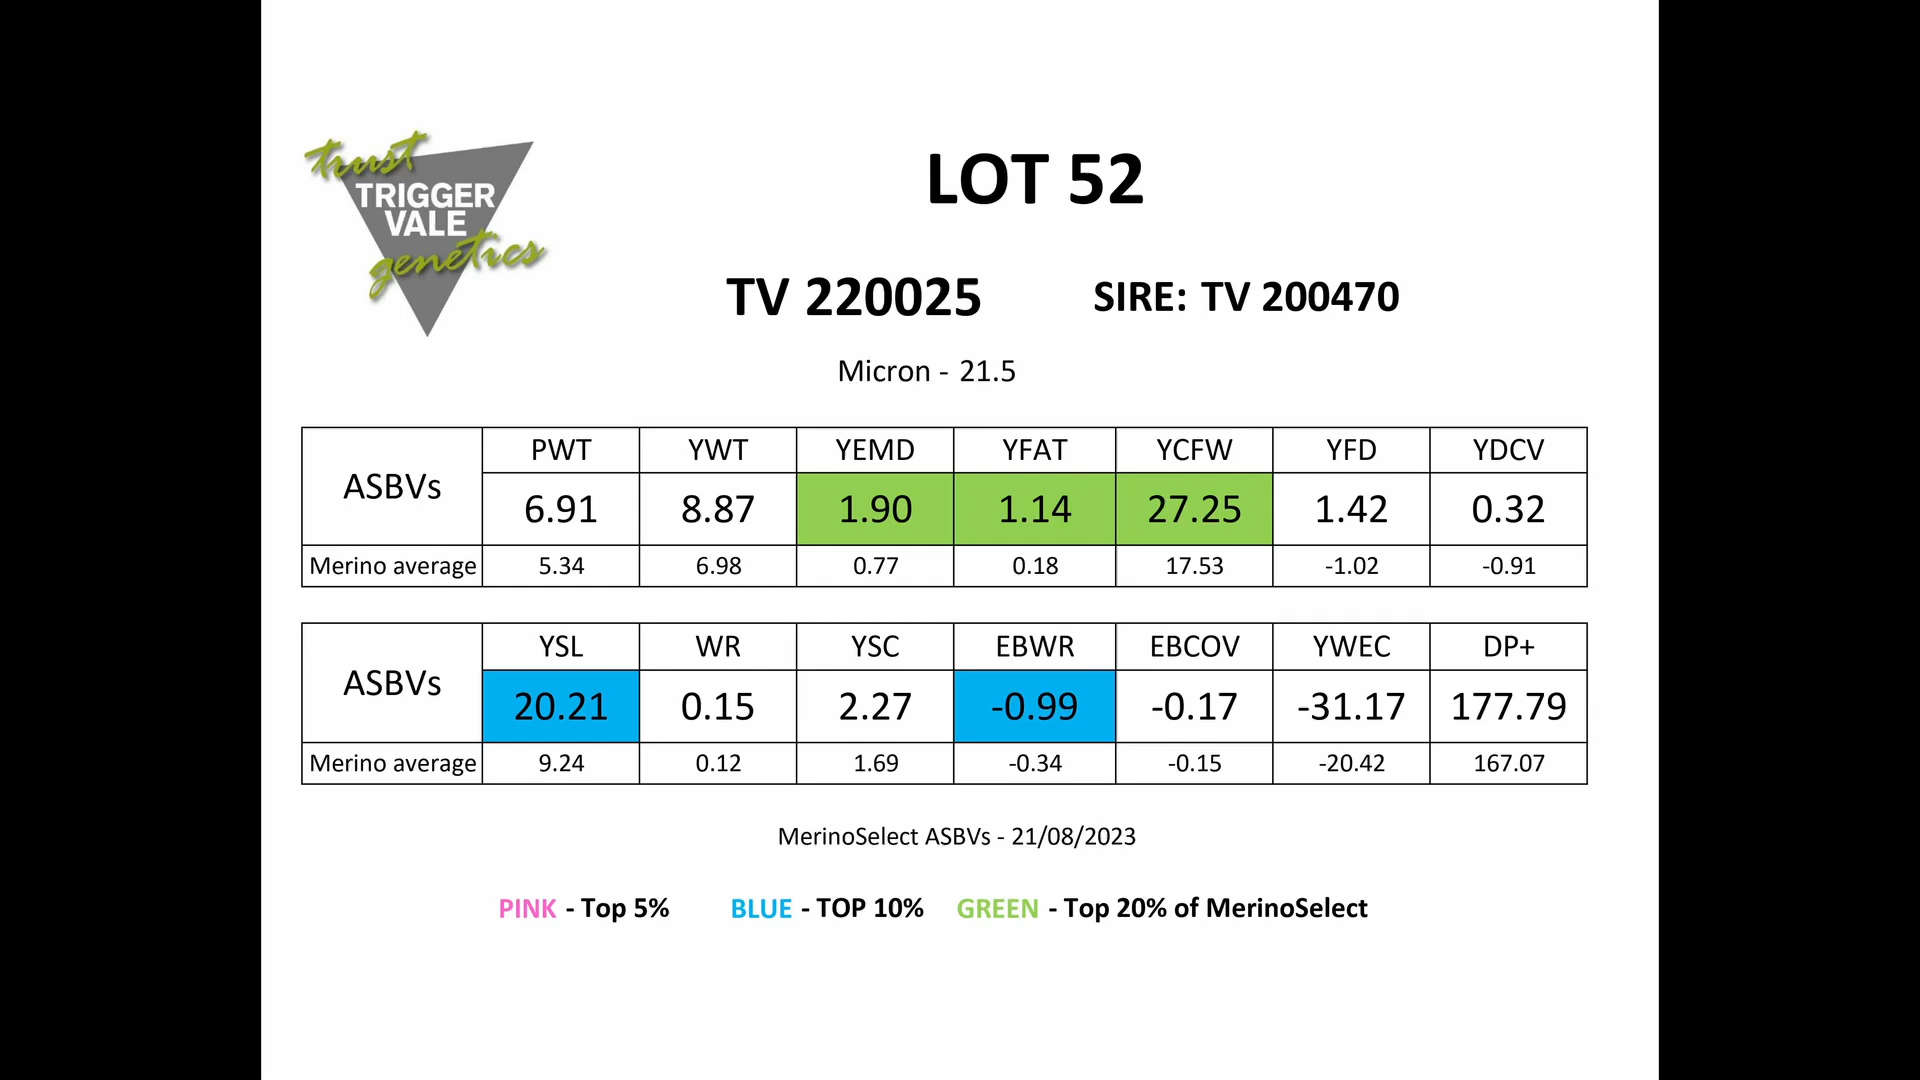 trust
TRIGGER
VALE
genetics
LOT 52
TV 220025 SIRE: TV 200470
Micron - 21.5
ASBVs PWT YWT YEMD YFAT YCFW YFD YDCV
6.91 8.87 1.90 1.14 27.25 1.42 0.32
Merino average 5.34 6.98 0.77 0.18 17.53 -1.02 -0.91
ASBVs YSL WR YSC EBWR EBCOV YWEC DP+
20.21 0.15 2.27 -0.99 -0.17 -31.17 177.79
Merino average 9.24 0.12 1.69 -0.34 -0.15 -20.42 167.07
MerinoSelect ASBVs - 21/08/2023
PINK - Top 5% BLUE - TOP 10% GREEN - Top 20% of MerinoSelect